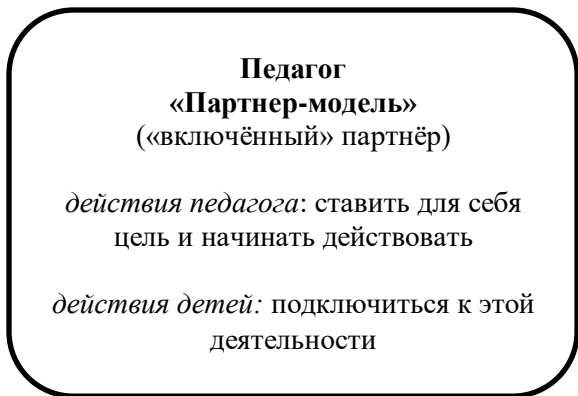 Педагог
«Партнер-модель»
(«включённый» партнёр)
действия педагога: ставить для себя
цель и начинать действовать
действия детей: подключиться к этой
деятельности